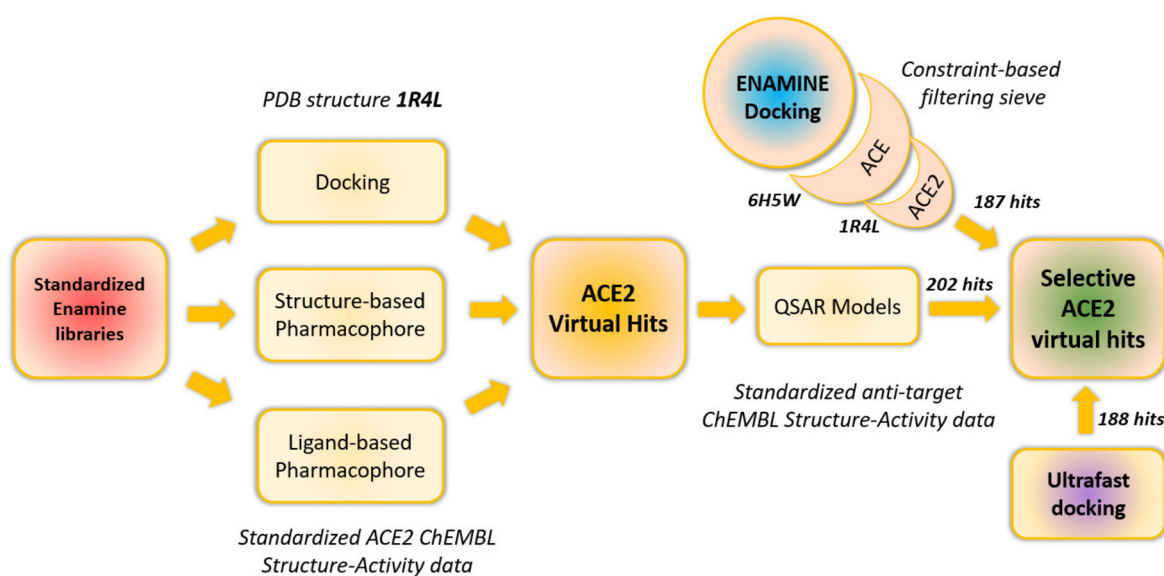 PDB structure 1R4L
Docking
Standardized
Enamine
libraries
Structure-based
Pharmacophore
Ligand-based
Pharmacophore
Standardized ACE2 ChEMBL
Structure-Activity data
ACE2
Virtual Hits
ENAMINE
Docking
ACE
ACE2
6H5W
1R4L
Constraint-based
filtering sieve
187 hits
QSAR Models
202 hits
Standardized anti-target
ChEMBL Structure-Activity data
Selective
ACE2
virtual hits
188 hits
Ultrafast
docking